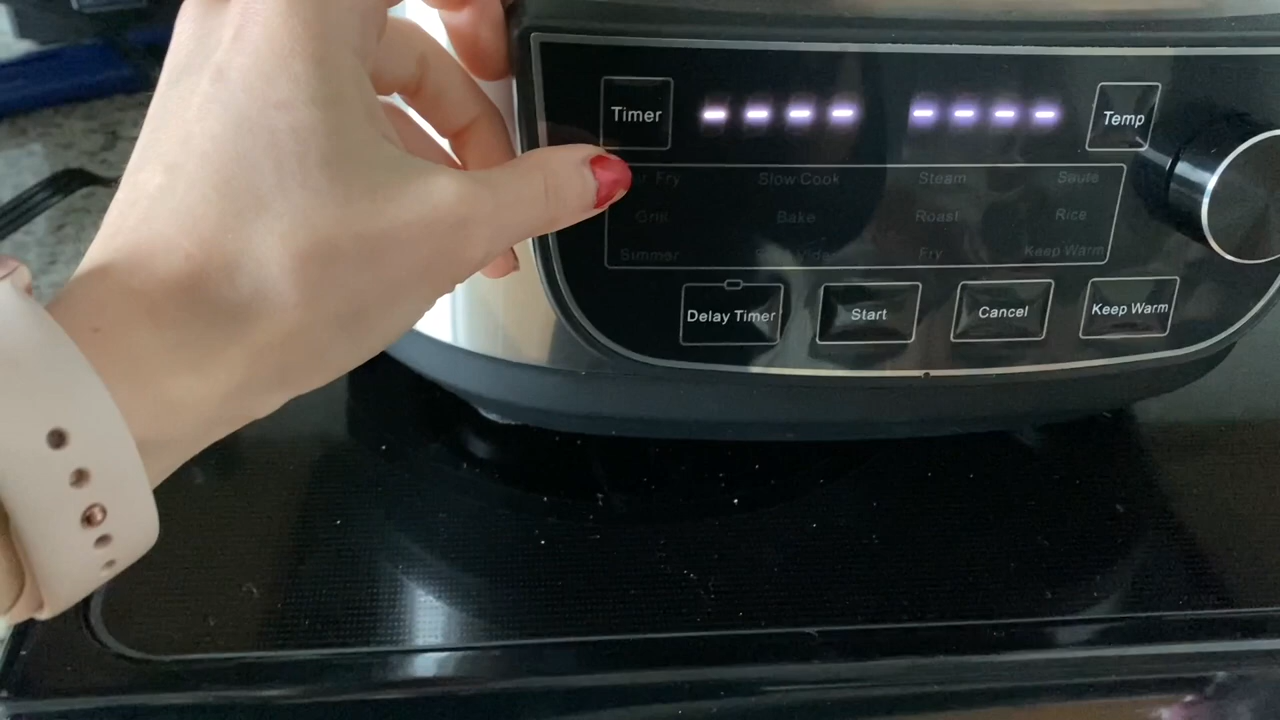 Timer ---- ---- Temp
Fry Slow Cook Steam Saute
Grill Bake Roast Rice
Simmer Fry Keep Warm
Delay Timer Start Cancel Keep Warm